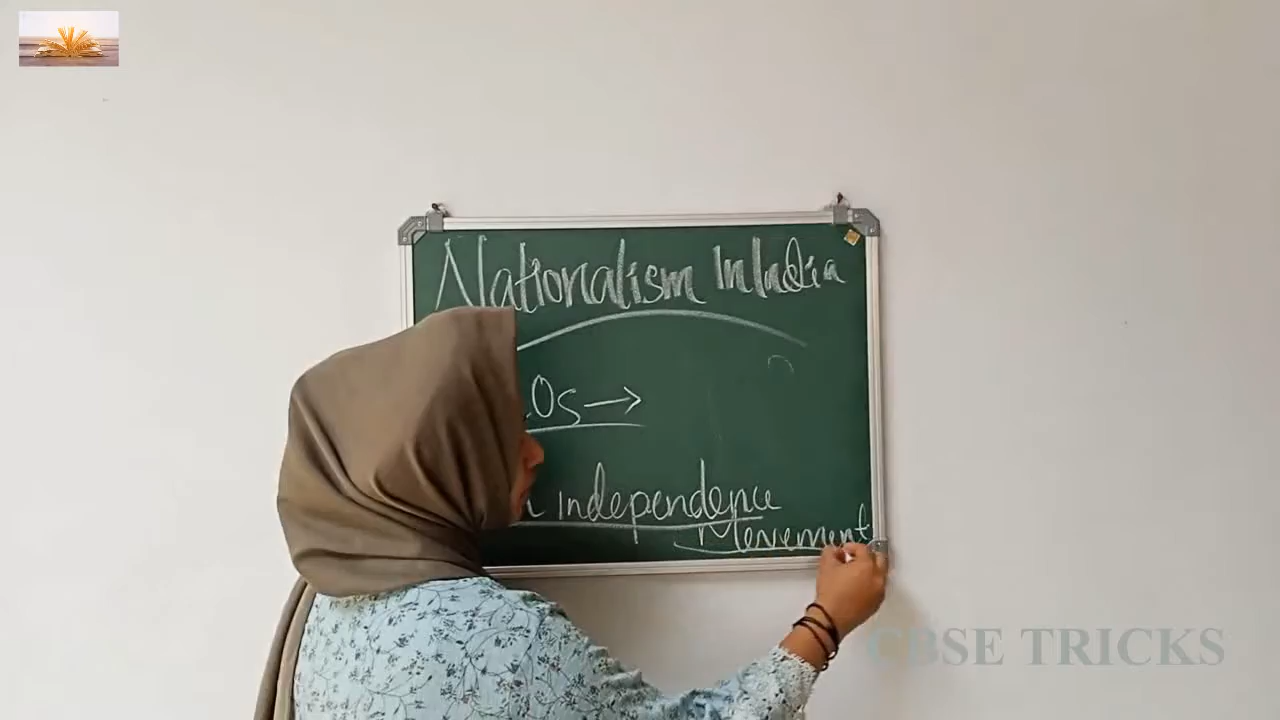 Nationalism In India
Os →
independence
Movement
CBSE TRICKS